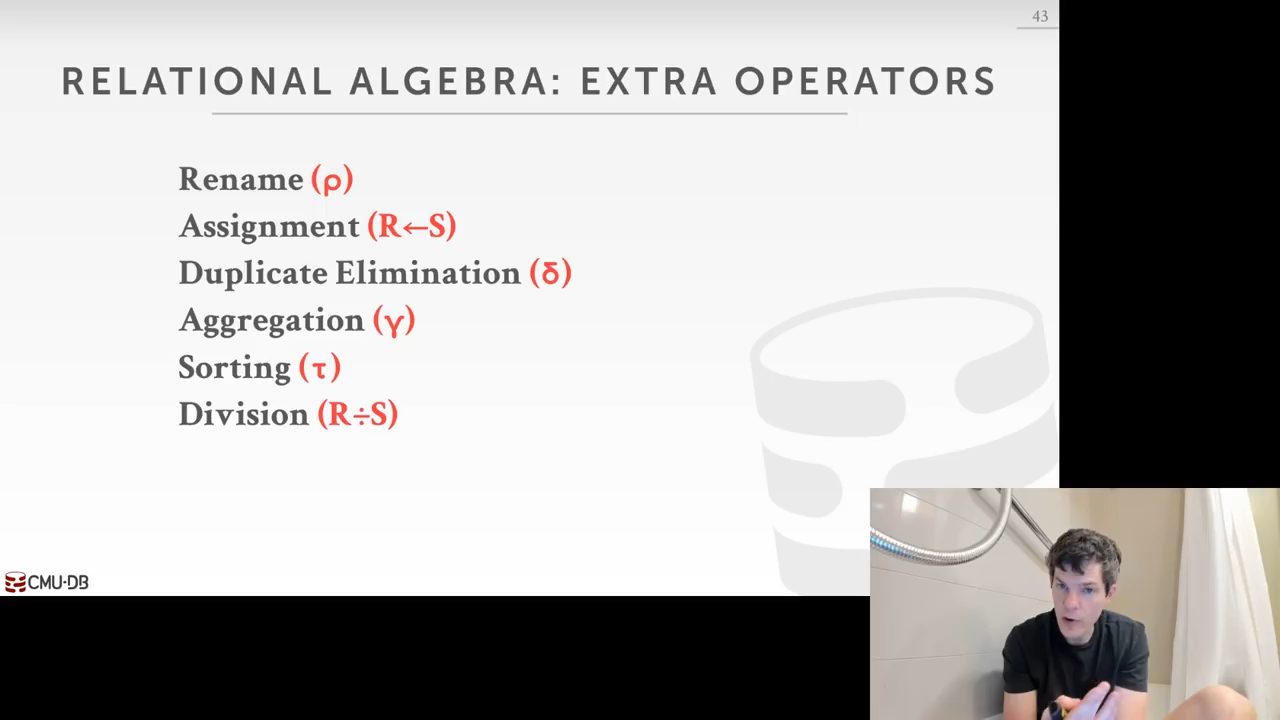 43
RELATIONAL ALGEBRA: EXTRA OPERATORS
Rename (ρ)
Assignment (R←S)
Duplicate Elimination (δ)
Aggregation (γ)
Sorting (τ)
Division (R÷S)
CMU·DB